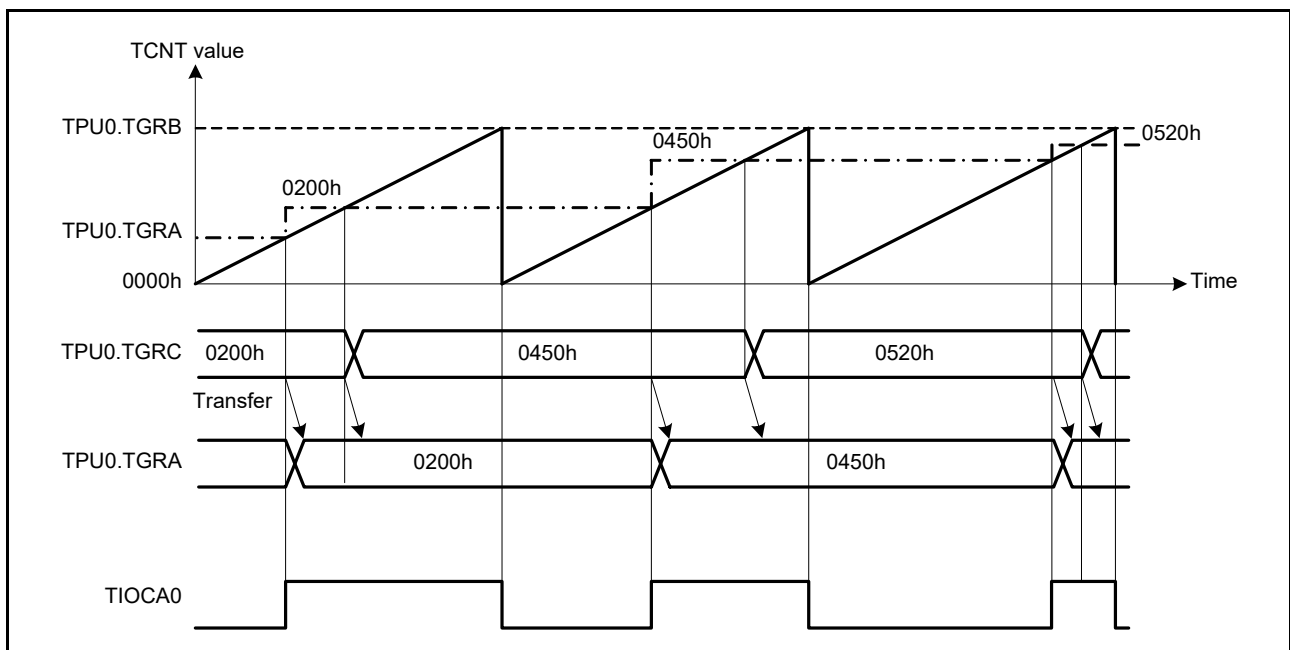 TCNT value
TPU0.TGRB
0520h
0450h
0200h
TPU0.TGRA
0000h
Time
TPU0.TGRC
0200h
0450h
0520h
Transfer
TPU0.TGRA
0200h
0450h
TIOCA0